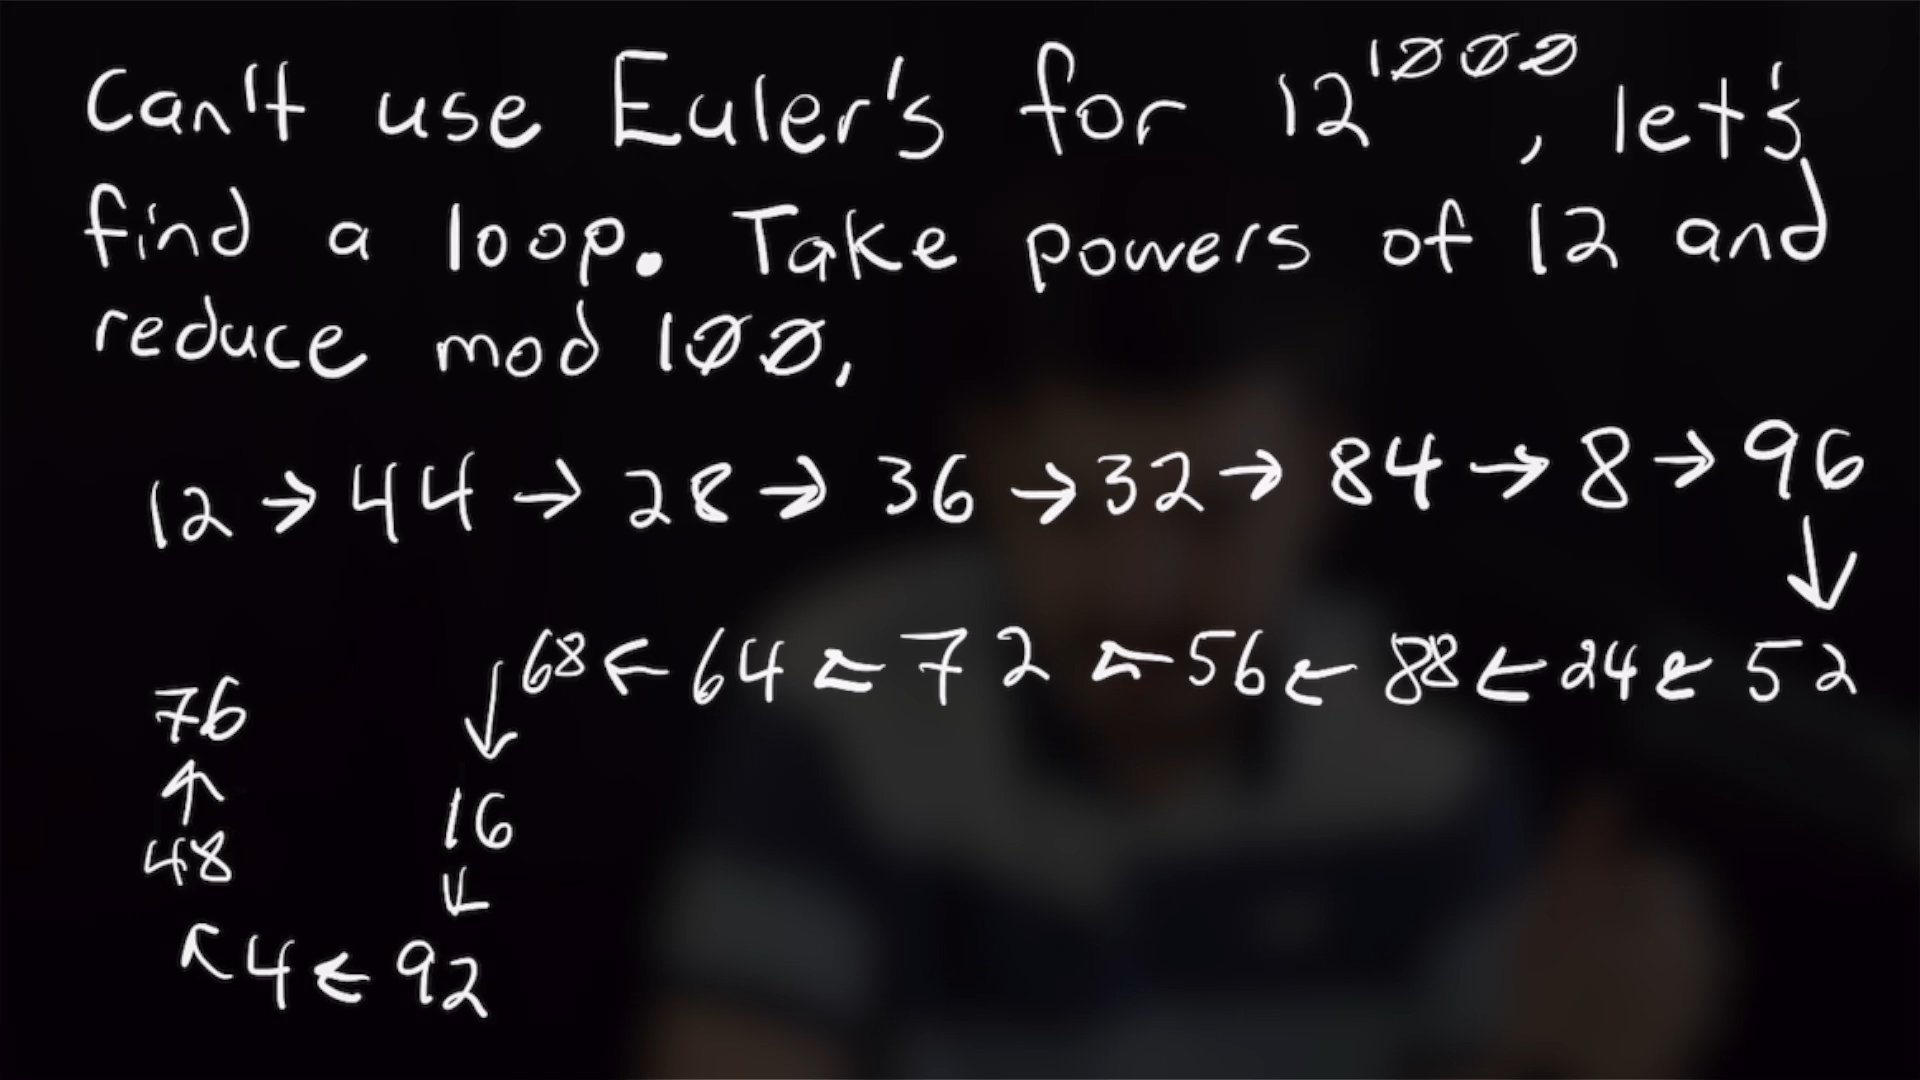 Can't use Euler's for 12^1000, let's
find a loop. Take powers of 12 and
reduce mod 100,
12 → 44 → 28 → 36 → 32 → 84 → 8 → 96
↓
68 ← 64 ← 72 ← 56 ← 88 ← 24 ← 52
↓
16
↓
↖ 4 ← 92
48
↑
76